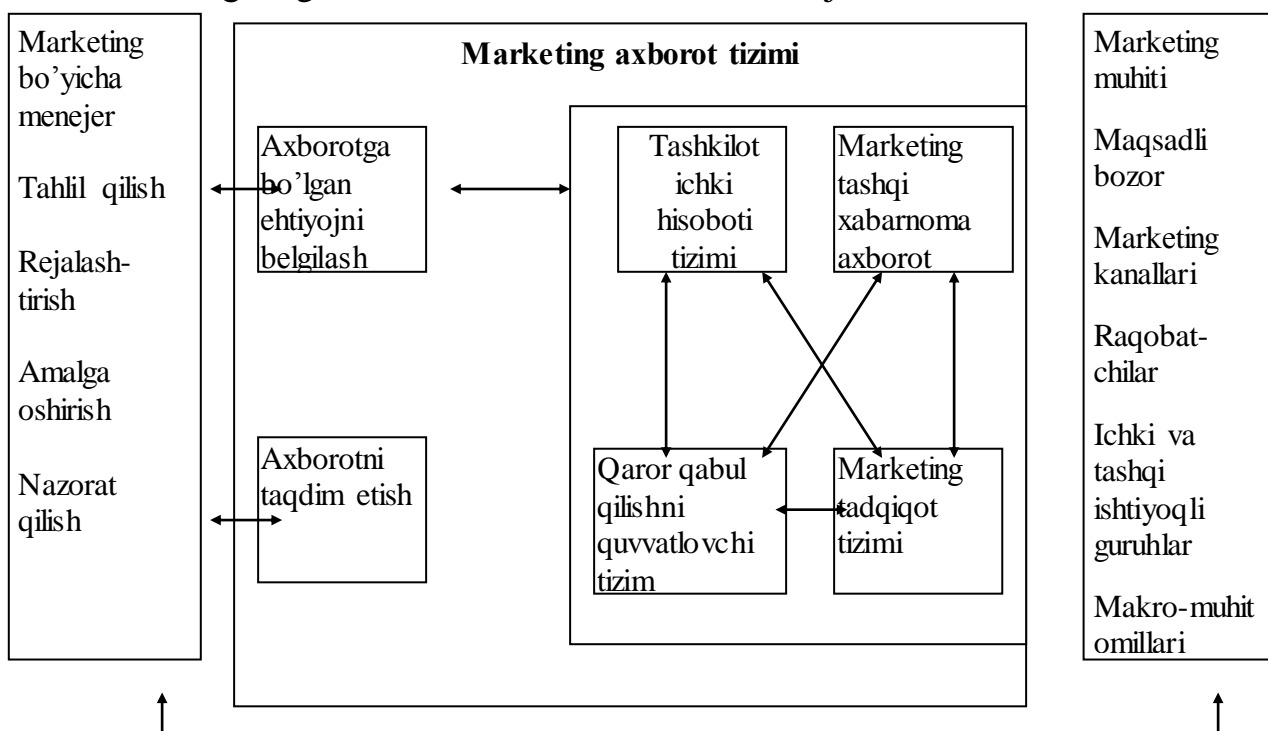 Marketing
bo’yicha
menejer
Tahlil qilish
Rejalash-
tirish
Amalga
oshirish
Nazorat
qilish
Marketing axborot tizimi
Axborotga
bo’lgan
ehtiyojni
belgilash
Axborotni
taqdim etish
Tashkilot
ichki
hisoboti
tizimi
Marketing
tashqi
xabarnoma
axborot
Qaror qabul
qilishni
quvvatlovchi
tizim
Marketing
tadqiqot
tizimi
Marketing
muhiti
Maqsadli
bozor
Marketing
kanallari
Raqobat-
chilar
Ichki va
tashqi
ishtiyoqli
guruhlar
Makro-muhit
omillari